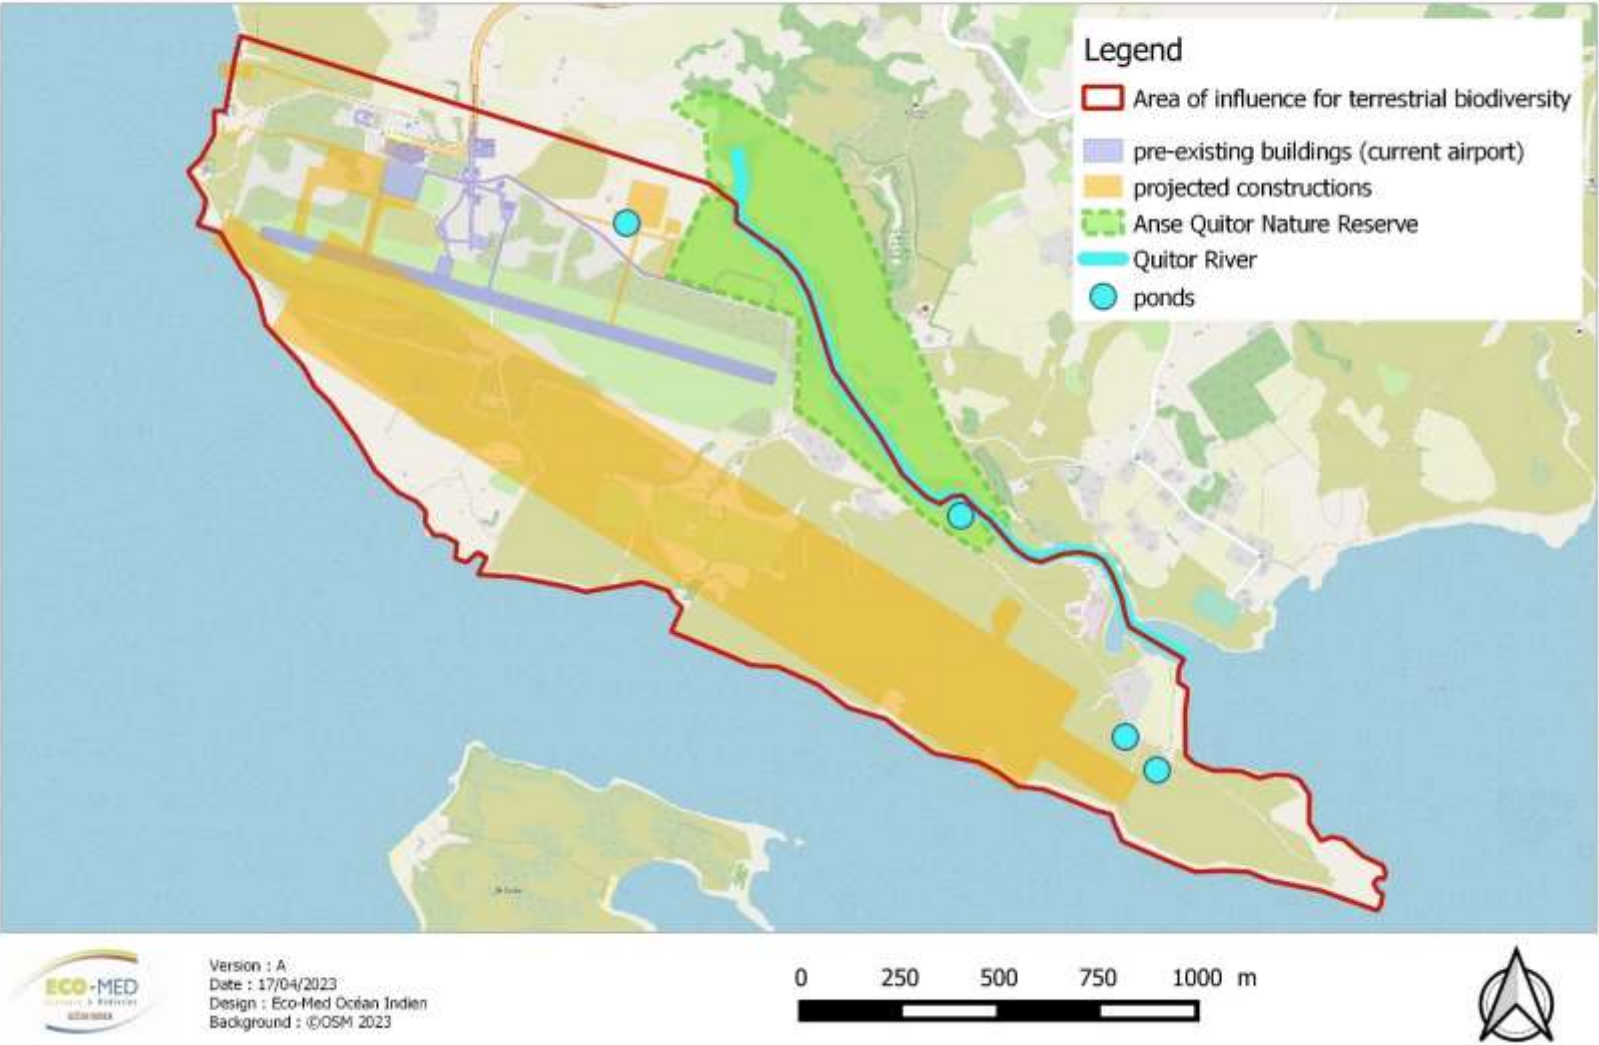 Legend
Area of influence for terrestrial biodiversity
pre-existing buildings (current airport)
projected constructions
Anse Quitor Nature Reserve
Quitor River
ponds
ECO-MED
OCÉAN INDIEN
Version : A
Date : 17/04/2023
Design : Eco-Med Océan Indien
Background : ©OSM 2023
0 250 500 750 1000 m